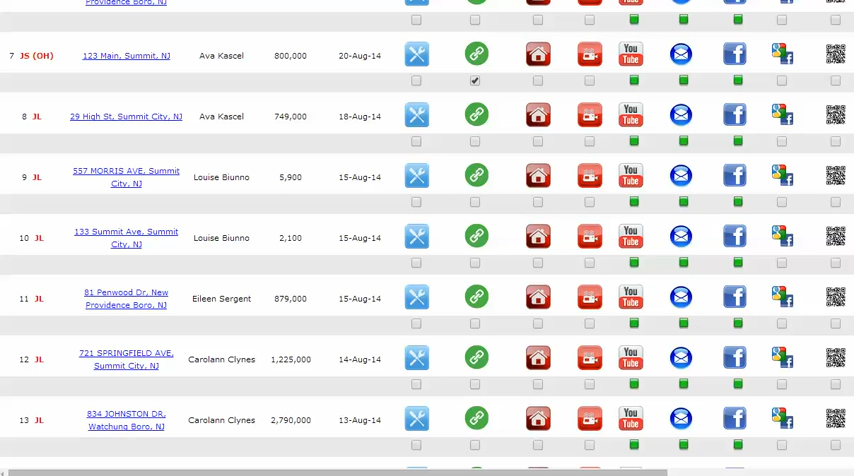 Providence Boro, NJ
7 JS (OH) 123 Main, Summit, NJ Ava Kascel 800,000 20-Aug-14 You Tube f f
8 JL 29 High St, Summit City, NJ Ava Kascel 749,000 18-Aug-14 You Tube f f
9 JL 557 MORRIS AVE, Summit Louise Biunno 5,900 15-Aug-14 You Tube f f
City, NJ
10 JL 133 Summit Ave, Summit Louise Biunno 2,100 15-Aug-14 You Tube f f
City, NJ
11 JL 81 Penwood Dr, New Eileen Sergent 879,000 15-Aug-14 You Tube f f
Providence Boro, NJ
12 JL 721 SPRINGFIELD AVE, Carolann Clynes 1,225,000 14-Aug-14 You Tube f f
Summit City, NJ
13 JL 834 JOHNSTON DR, Carolann Clynes 2,790,000 13-Aug-14 You Tube f f
Watchung Boro, NJ